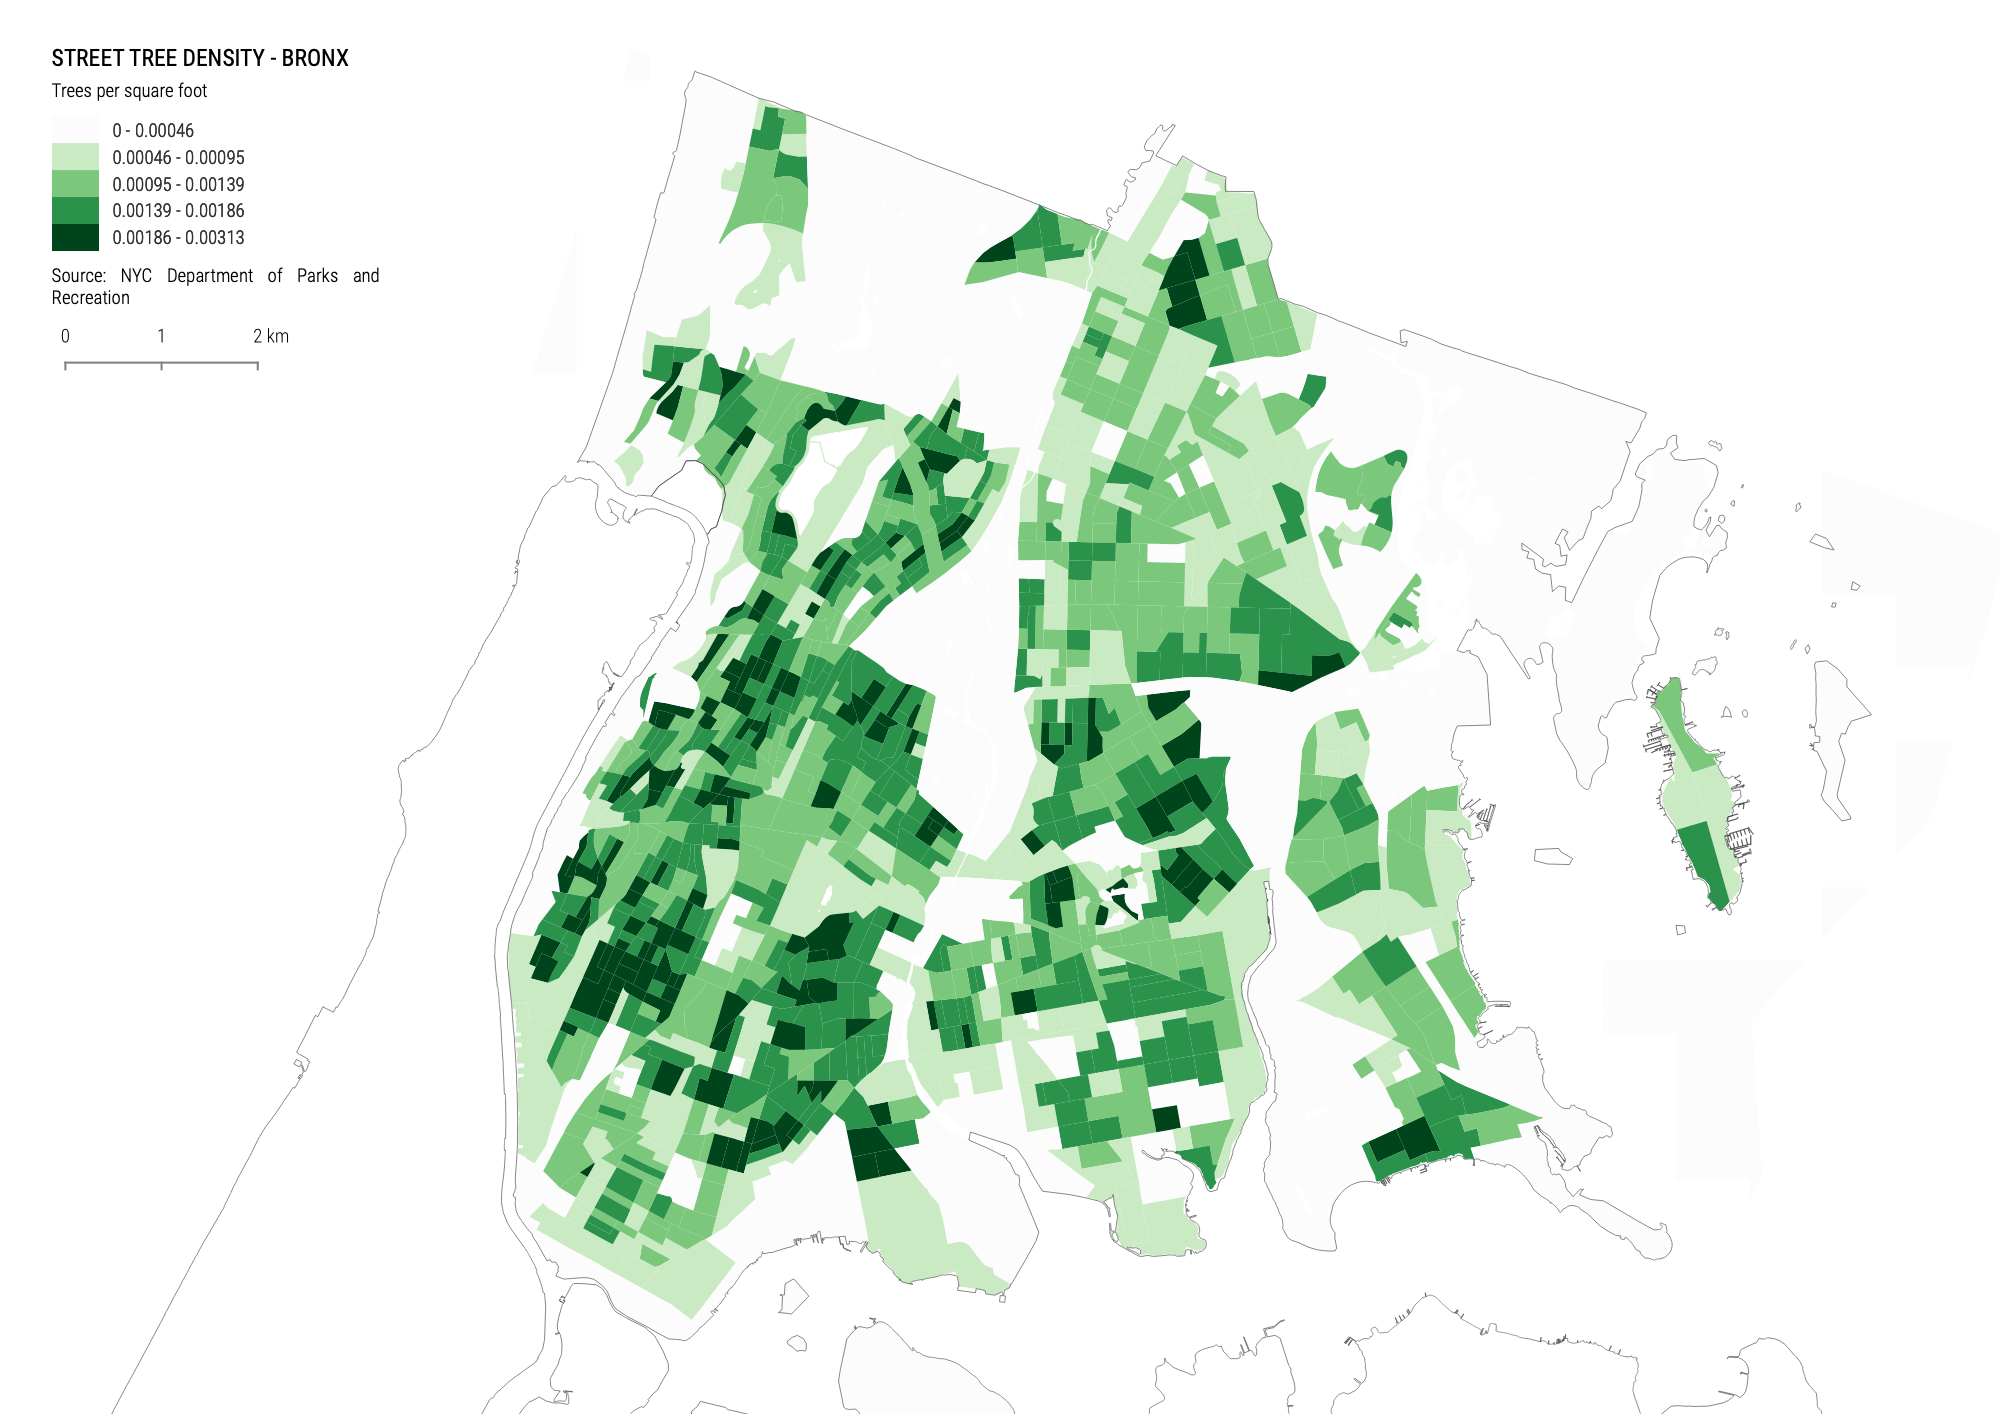 STREET TREE DENSITY - BRONX
Trees per square foot
0 - 0.00046
0.00046 - 0.00095
0.00095 - 0.00139
0.00139 - 0.00186
0.00186 - 0.00313
Source: NYC Department of Parks and
Recreation
0 1 2 km